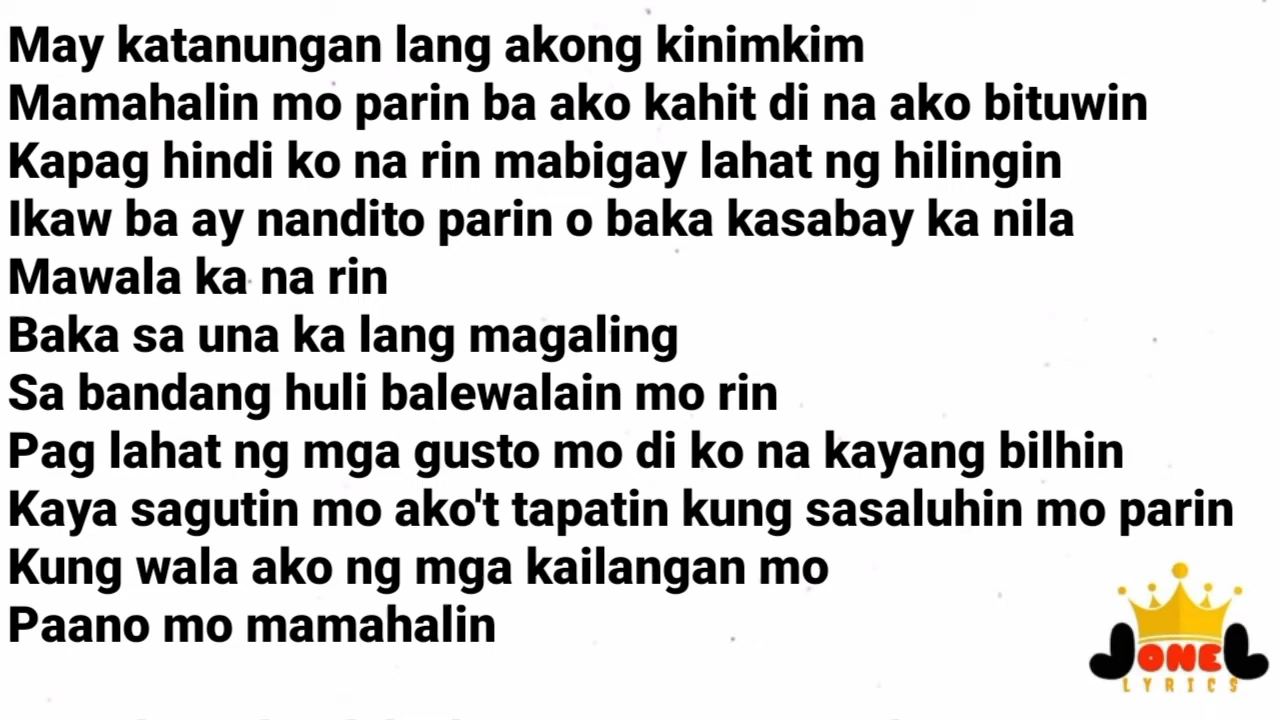 May katanungan lang akong kinimkim
Mamahalin mo parin ba ako kahit di na ako bituwin
Kapag hindi ko na rin mabigay lahat ng hilingin
Ikaw ba ay nandito parin o baka kasabay ka nila
Mawala ka na rin
Baka sa una ka lang magaling
Sa bandang huli balewalain mo rin
Pag lahat ng mga gusto mo di ko na kayang bilhin
Kaya sagutin mo ako't tapatin kung sasaluhin mo parin
Kung wala ako ng mga kailangan mo
Paano mo mamahalin
JONEL
LYRICS